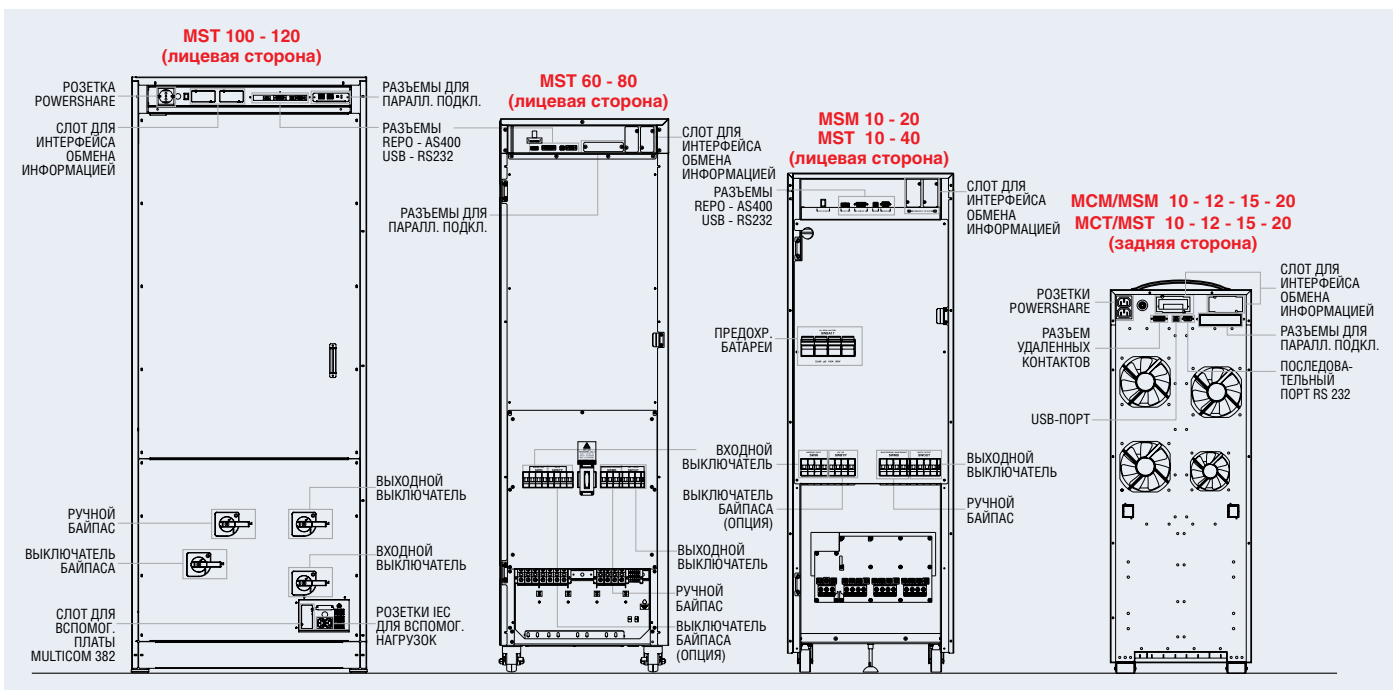 MST 100 - 120
(лицевая сторона)
РОЗЕТКА
POWERSHARE
СЛОТ ДЛЯ
ИНТЕРФЕЙСА
ОБМЕНА
ИНФОРМАЦИЕЙ
РАЗЪЕМЫ ДЛЯ
ПАРАЛЛ. ПОДКЛ.
РАЗЪЕМЫ
REPO - AS400
USB - RS232
РУЧНОЙ
БАЙПАС
ВЫКЛЮЧАТЕЛЬ
БАЙПАСА
СЛОТ ДЛЯ
ВСПОМОГ.
ПЛАТЫ
MULTICOM 382
ВЫХОДНОЙ
ВЫКЛЮЧАТЕЛЬ
ВХОДНОЙ
ВЫКЛЮЧАТЕЛЬ
РОЗЕТКИ IEC
ДЛЯ ВСПОМОГ.
НАГРУЗОК
MST 60 - 80
(лицевая сторона)
РАЗЪЕМЫ ДЛЯ
ПАРАЛЛ. ПОДКЛ.
СЛОТ ДЛЯ
ИНТЕРФЕЙСА
ОБМЕНА
ИНФОРМАЦИЕЙ
РАЗЪЕМЫ
REPO - AS400
USB - RS232
ПРЕДОХР.
БАТАРЕИ
ВХОДНОЙ
ВЫКЛЮЧАТЕЛЬ
ВЫКЛЮЧАТЕЛЬ
БАЙПАСА
(ОПЦИЯ)
ВЫХОДНОЙ
ВЫКЛЮЧАТЕЛЬ
РУЧНОЙ
БАЙПАС
ВЫКЛЮЧАТЕЛЬ
БАЙПАСА
(ОПЦИЯ)
MSM 10 - 20
MST 10 - 40
(лицевая сторона)
СЛОТ ДЛЯ
ИНТЕРФЕЙСА
ОБМЕНА
ИНФОРМАЦИЕЙ
ВЫХОДНОЙ
ВЫКЛЮЧАТЕЛЬ
РУЧНОЙ
БАЙПАС
MCM/MSM 10 - 12 - 15 - 20
MCT/MST 10 - 12 - 15 - 20
(задняя сторона)
РОЗЕТКИ
POWERSHARE
РАЗЪЕМ
УДАЛЕННЫХ
КОНТАКТОВ
USB-ПОРТ
СЛОТ ДЛЯ
ИНТЕРФЕЙСА
ОБМЕНА
ИНФОРМАЦИЕЙ
РАЗЪЕМЫ ДЛЯ
ПАРАЛЛ. ПОДКЛ.
ПОСЛЕДОВА-
ТЕЛЬНЫЙ
ПОРТ RS 232